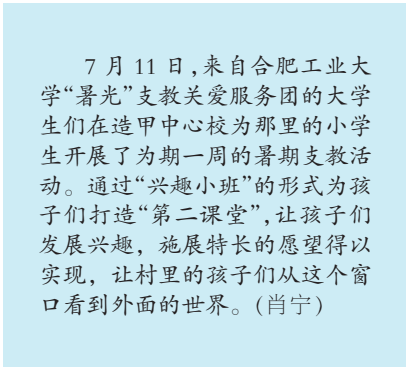 7 月 11 日,来自合肥工业大
学“暑光”支教关爱服务团的大学
生们在造甲中心校为那里的小学
生开展了为期一周的暑期支教活
动。通过“兴趣小班”的形式为孩
子们打造“第二课堂”,让孩子们
发展兴趣，施展特长的愿望得以
实现，让村里的孩子们从这个窗
口看到外面的世界。(肖宁)